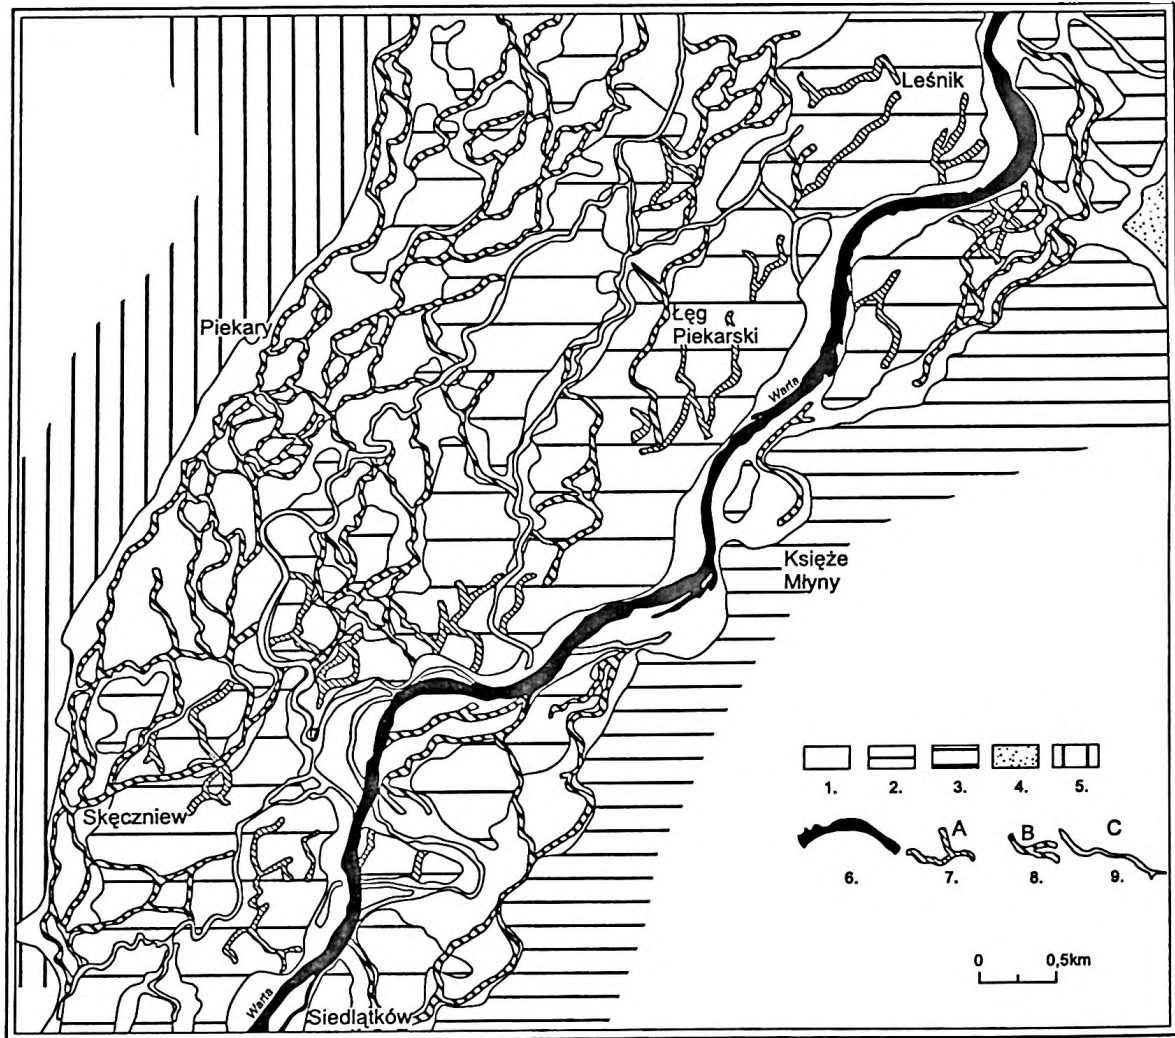 Leśnik
Łęg
Piekarski
Piekary
Warta
Księże
Młyny
1. 2. 3. 4. 5.
A B C
6. 7. 8. 9.
Skęczniew
0 0,5km
Warta
Siedlątków